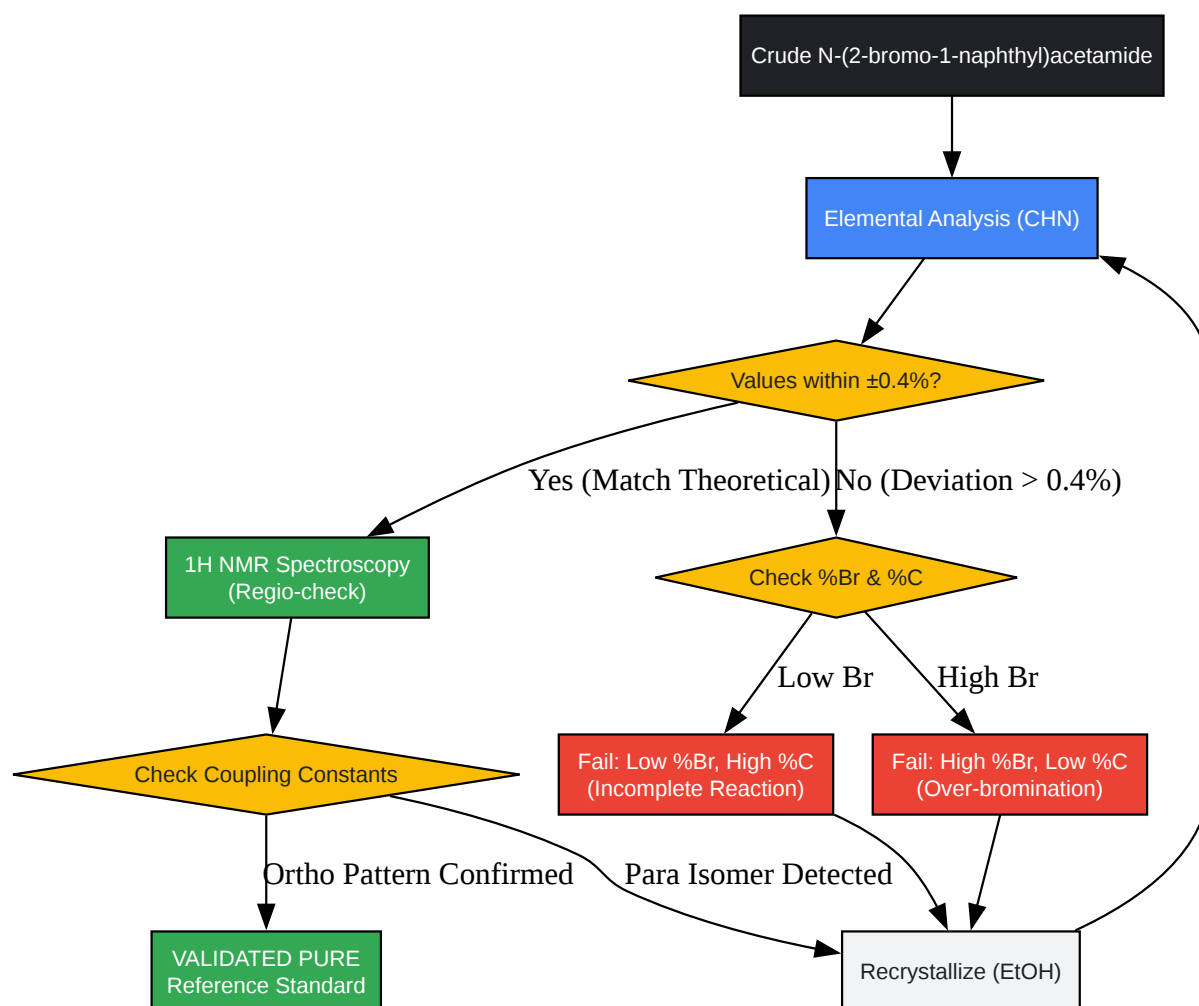 Crude N-(2-bromo-1-naphthyl)acetamide
Elemental Analysis (CHN)
Values within ±0.4%?
Yes (Match Theoretical)
No (Deviation > 0.4%)
1H NMR Spectroscopy
(Regio-check)
Check %Br & %C
Low Br
High Br
Check Coupling Constants
Fail: Low %Br, High %C
(Incomplete Reaction)
Fail: High %Br, Low %C
(Over-bromination)
Ortho Pattern Confirmed
Para Isomer Detected
VALIDATED PURE
Reference Standard
Recrystallize (EtOH)